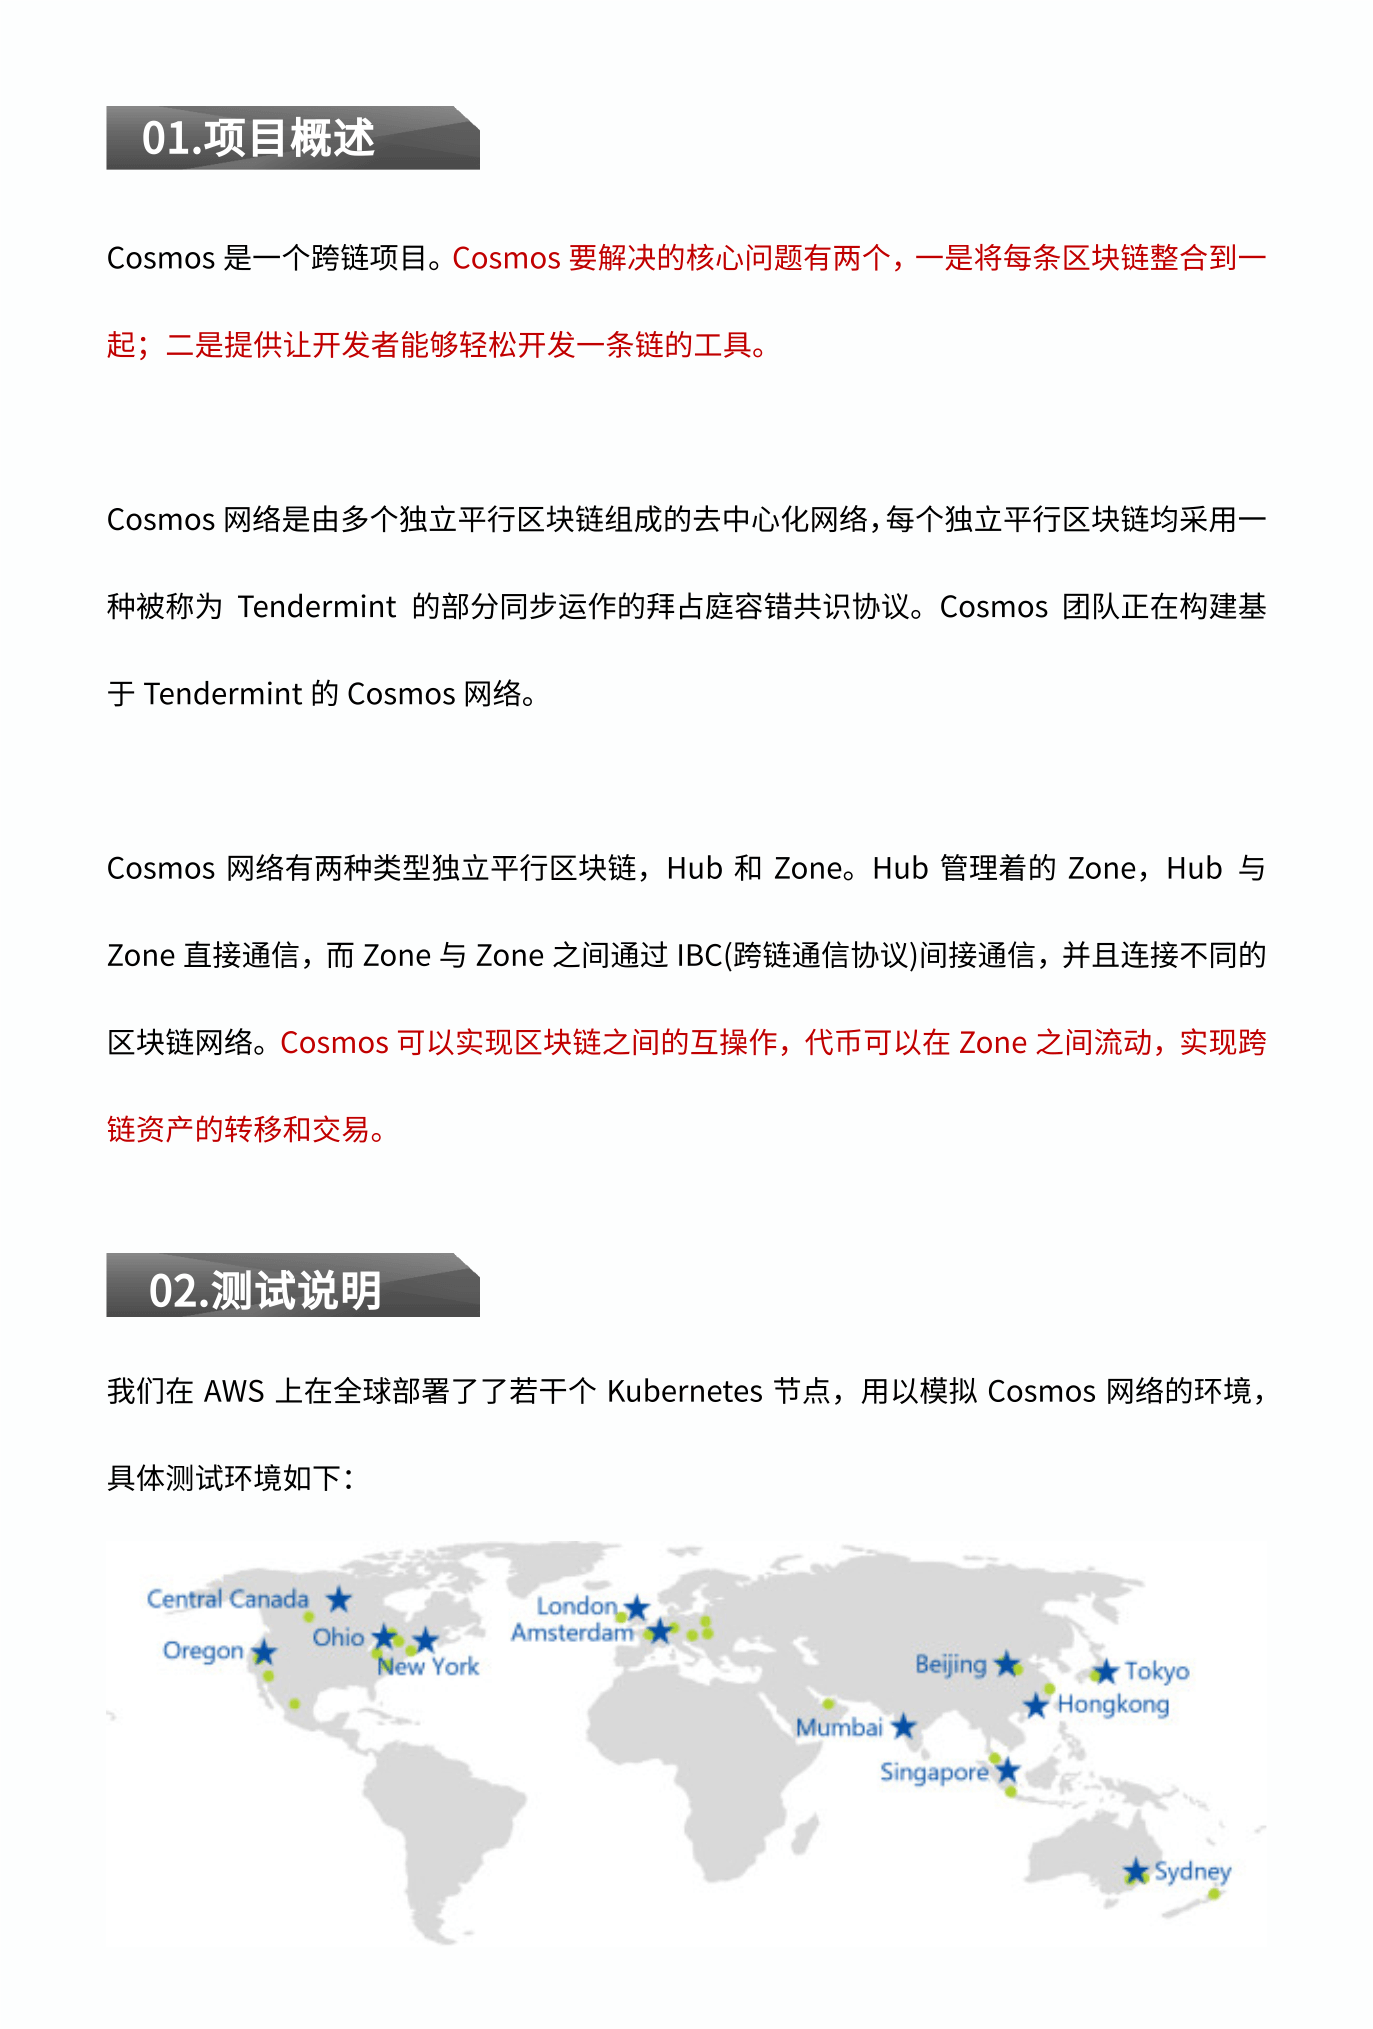 01.项目概述
Cosmos 是一个跨链项目。Cosmos 要解决的核心问题有两个，一是将每条区块链整合到一
起；二是提供让开发者能够轻松开发一条链的工具。
Cosmos 网络是由多个独立平行区块链组成的去中心化网络，每个独立平行区块链均采用一
种被称为 Tendermint 的部分同步运作的拜占庭容错共识协议。Cosmos 团队正在构建基
于 Tendermint 的 Cosmos 网络。
Cosmos 网络有两种类型独立平行区块链，Hub 和 Zone。Hub 管理着的 Zone，Hub 与
Zone 直接通信，而 Zone 与 Zone 之间通过 IBC(跨链通信协议)间接通信，并且连接不同的
区块链网络。Cosmos 可以实现区块链之间的互操作，代币可以在 Zone 之间流动，实现跨
链资产的转移和交易。
02.测试说明
我们在 AWS 上在全球部署了了若干个 Kubernetes 节点，用以模拟 Cosmos 网络的环境，
具体测试环境如下：
Central Canada
Oregon
Ohio
New York
London
Amsterdam
Beijing
Tokyo
Hongkong
Mumbai
Singapore
Sydney